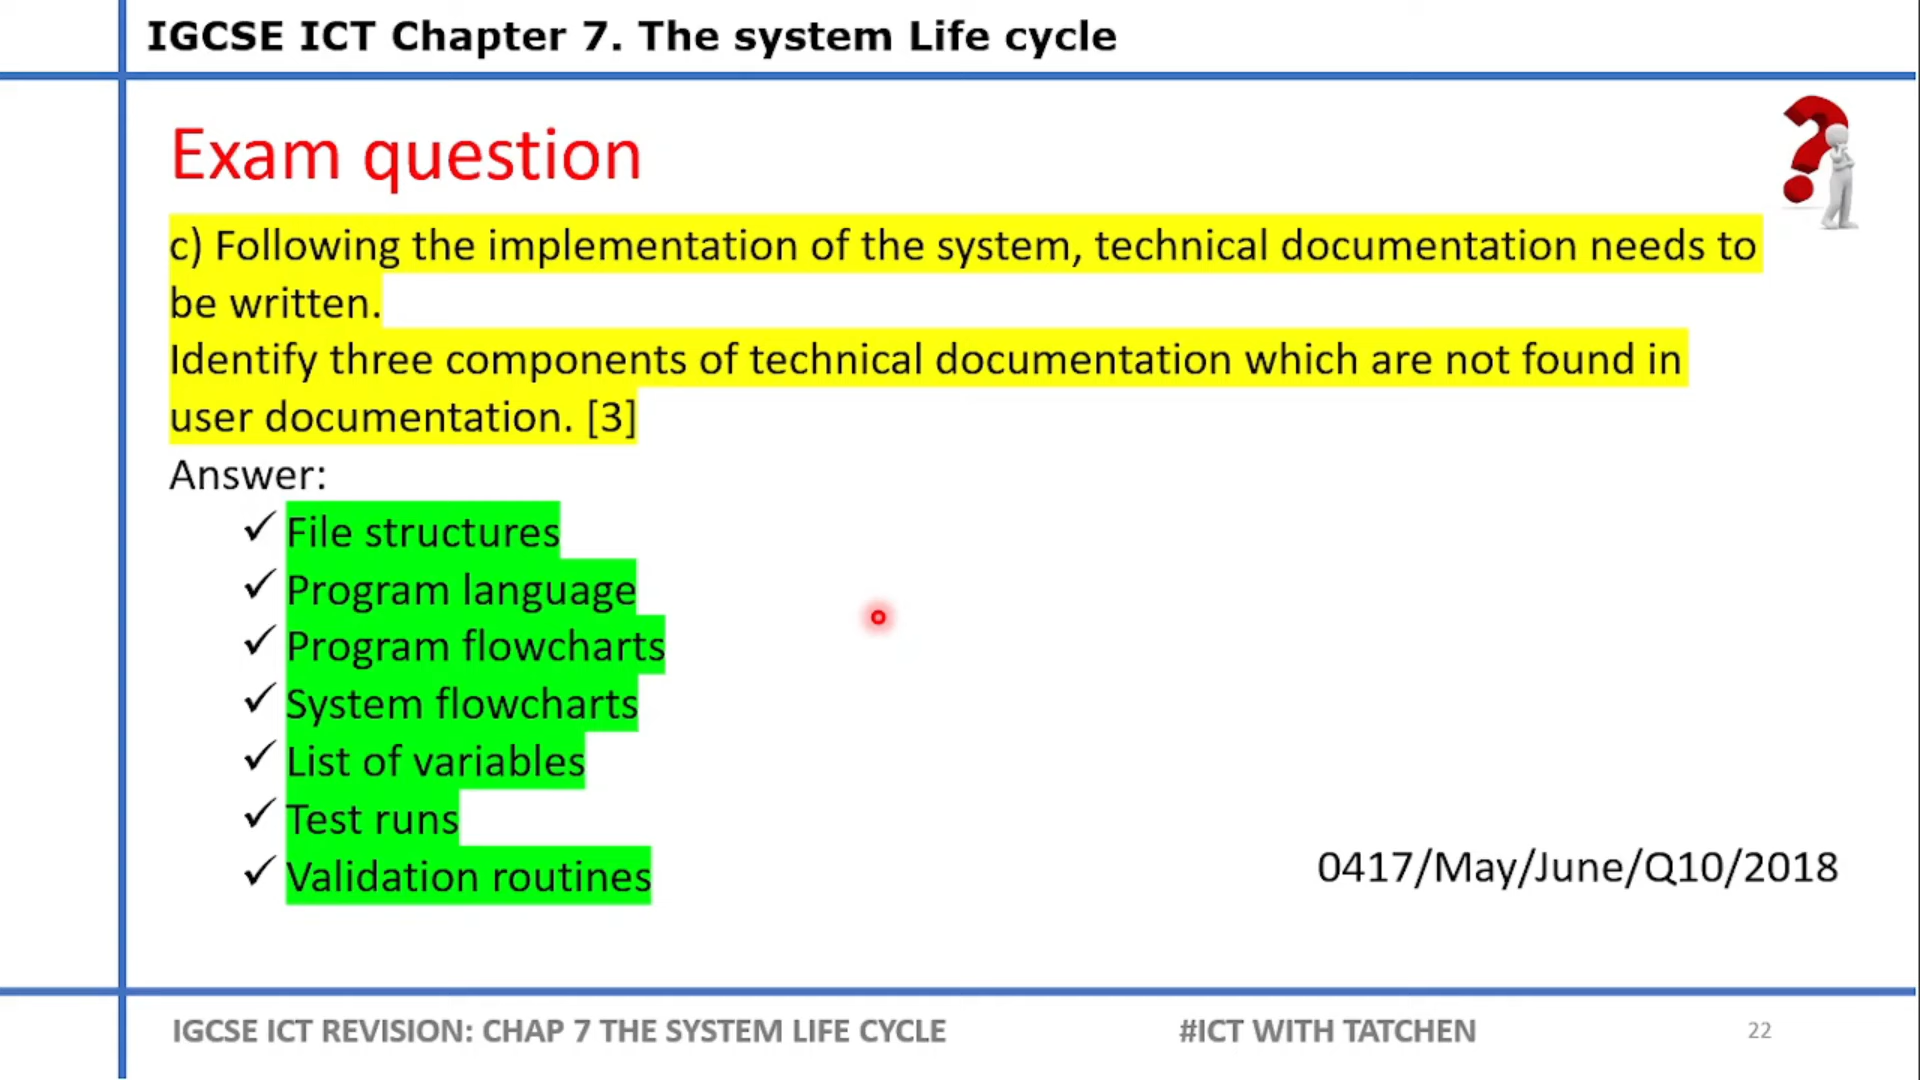 IGCSE ICT Chapter 7. The system Life cycle
Exam question
c) Following the implementation of the system, technical documentation needs to
be written.
Identify three components of technical documentation which are not found in
user documentation. [3]
Answer:
✓ File structures
✓ Program language
✓ Program flowcharts
✓ System flowcharts
✓ List of variables
✓ Test runs
✓ Validation routines
0417/May/June/Q10/2018
IGCSE ICT REVISION: CHAP 7 THE SYSTEM LIFE CYCLE
#ICT WITH TATCHEN
22